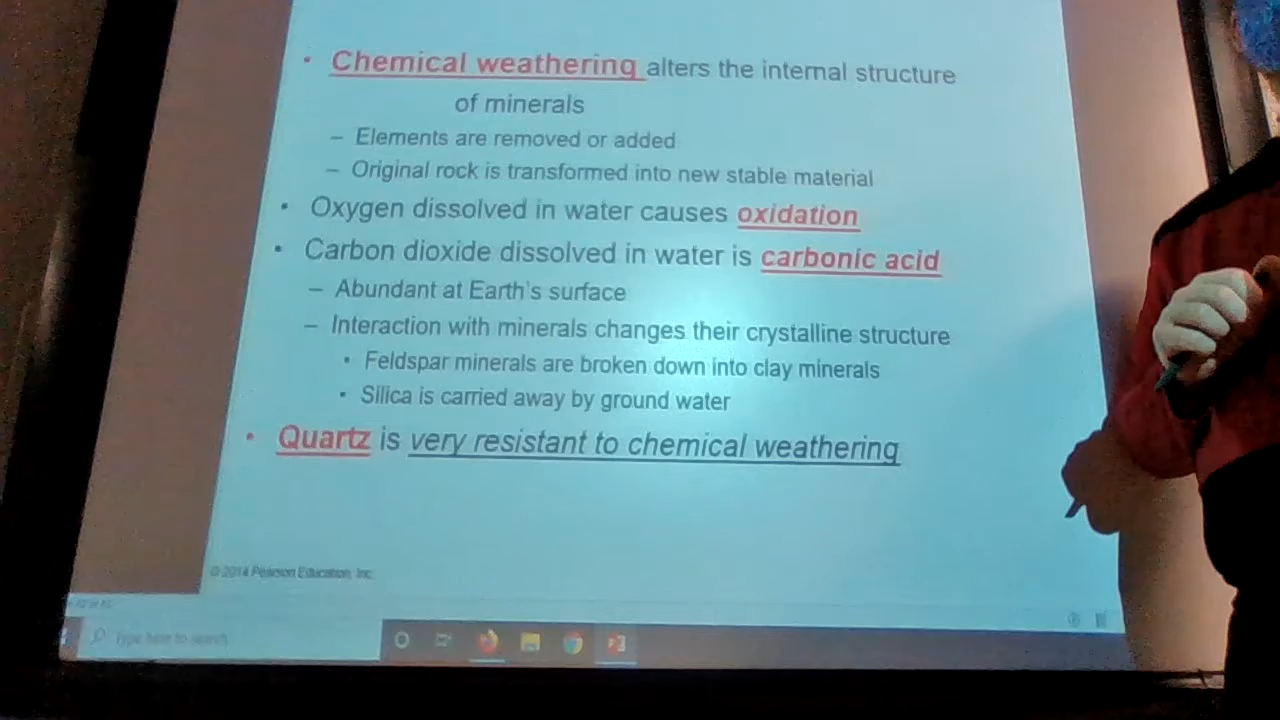 • Chemical weathering alters the internal structure
of minerals
– Elements are removed or added
– Original rock is transformed into new stable material
• Oxygen dissolved in water causes oxidation
• Carbon dioxide dissolved in water is carbonic acid
– Abundant at Earth's surface
– Interaction with minerals changes their crystalline structure
• Feldspar minerals are broken down into clay minerals
• Silica is carried away by ground water
• Quartz is very resistant to chemical weathering
© 2014 Pearson Education, Inc.
Type here to search